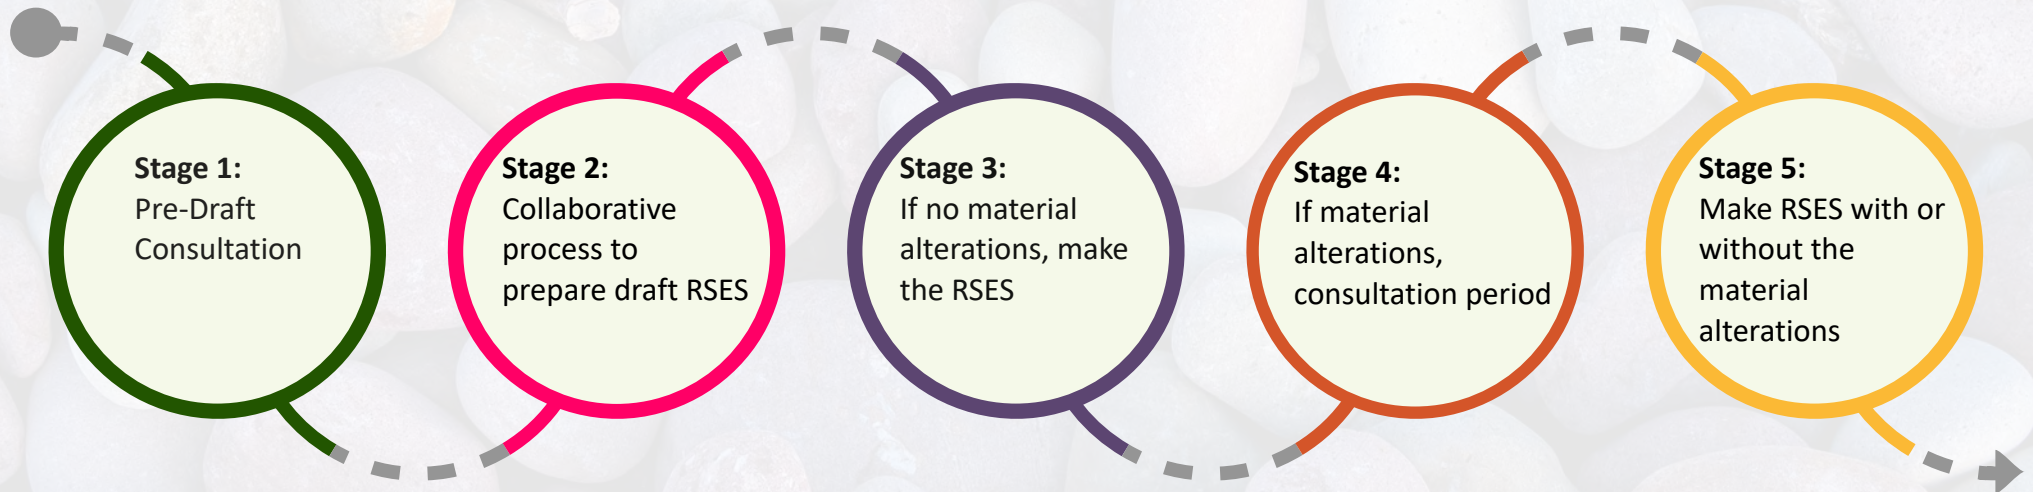 Stage 1:
Pre-Draft
Consultation
Stage 2:
Collaborative
process to
prepare draft RSES
Stage 3:
If no material
alterations, make
the RSES
Stage 4:
If material
alterations,
consultation period
Stage 5:
Make RSES with or
without the
material
alterations